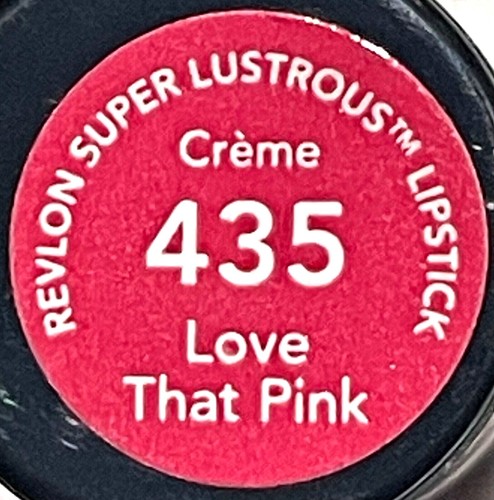 REVLON SUPER LUSTROUS™ LIPSTICK
Crème
435
Love
That Pink